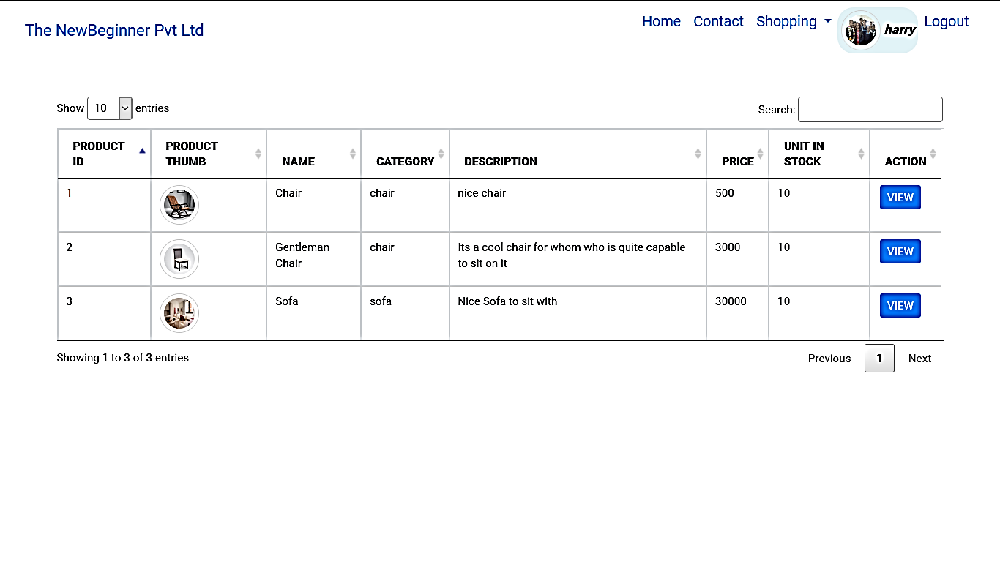 The NewBeginner Pvt Ltd
Home Contact Shopping harry Logout
Show 10 entries
Search:
PRODUCT ID PRODUCT THUMB NAME CATEGORY DESCRIPTION PRICE UNIT IN STOCK ACTION
1 Chair chair nice chair 500 10 VIEW
2 Gentleman Chair chair Its a cool chair for whom who is quite capable to sit on it 3000 10 VIEW
3 Sofa sofa Nice Sofa to sit with 30000 10 VIEW
Showing 1 to 3 of 3 entries
Previous 1 Next